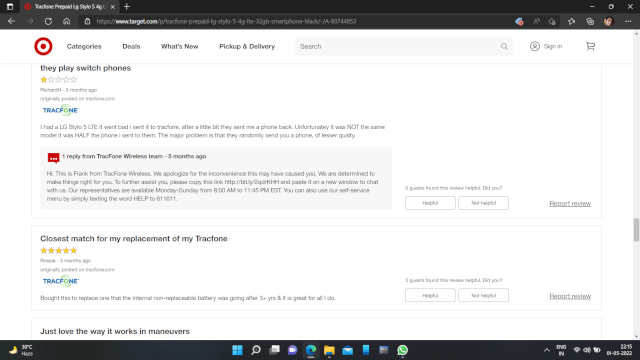 Tracfone Prepaid Lg Stylo 5 4g L
https://www.target.com/p/tracfone-prepaid-lg-stylo-5-4g-lte-32gb-smartphone-black/-/A-80744853
Categories Deals What's New Pickup & Delivery Search Sign in
they play switch phones
RichardII - 5 months ago
originally posted on tracfone.com
TRACFONE
I had a LG Stylo 5 LTE it went bad i sent it to tracfone, after a little bit they sent me a phone back. Unfortunatey it was NOT the same
model it was HALF the phone i sent to them. The major problem is that they randomly send you a phone, of lesser qualty.
1 reply from TracFone Wireless team - 5 months ago
Hi. This is Frank from TracFone Wireless. We apologize for the inconvenience this may have caused you. We are determined to
make things right for you. To further assist you, please copy this link http://bit.ly/2qdrKHH and paste it on a new window to chat
with us. Our representatives are available Monday-Sunday from 8:00 AM to 11:45 PM EST. You can also use our self-service
menu by simply texting the word HELP to 611611.
5 guests found this review helpful. Did you?
Helpful Not helpful Report review
Closest match for my replacement of my Tracfone
Renee - 5 months ago
originally posted on tracfone.com
TRACFONE
Bought this to replace one that the internal non-replaceable battery was going after 3+ yrs & it is great for all I do.
3 guests found this review helpful. Did you?
Helpful Not helpful Report review
Just love the way it works in maneuvers
30°C
Haze
ENG
IN
22:15
01-05-2022